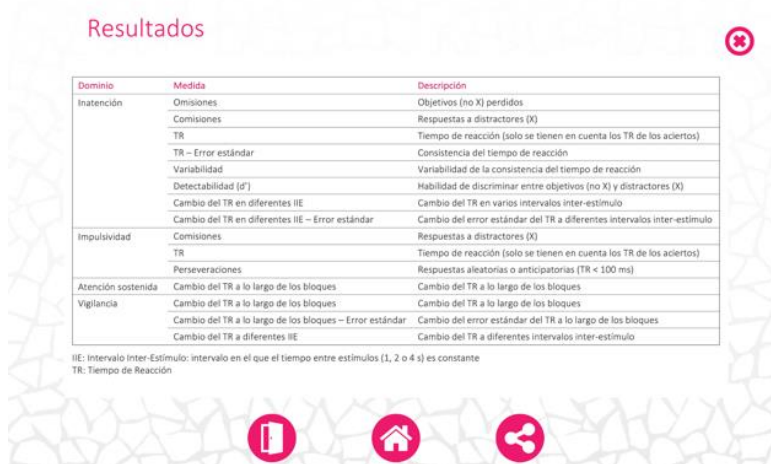 Resultados
Dominio Medida Descripción
Inatención Omisiones Objetivos (no X) perdidos
Comisiones Respuestas a distractores (X)
TR Tiempo de reacción (solo se tienen en cuenta los TR de los aciertos)
TR – Error estándar Consistencia del tiempo de reacción
Variabilidad Variabilidad de la consistencia del tiempo de reacción
Detectabilidad (d') Habilidad de discriminar entre objetivos (no X) y distractores (X)
Cambio del TR en diferentes IIE Cambio del TR en varios intervalos inter-estímulo
Cambio del TR en diferentes IIE – Error estándar Cambio del error estándar del TR a diferentes intervalos inter-estímulo
Impulsividad Comisiones Respuestas a distractores (X)
TR Tiempo de reacción (solo se tienen en cuenta los TR de los aciertos)
Perseveraciones Respuestas aleatorias o anticipatorias (TR < 100 ms)
Atención sostenida Cambio del TR a lo largo de los bloques Cambio del TR a lo largo de los bloques
Vigilancia Cambio del TR a lo largo de los bloques Cambio del TR a lo largo de los bloques
Cambio del TR a lo largo de los bloques – Error estándar Cambio del error estándar del TR a lo largo de los bloques
Cambio del TR a diferentes IIE Cambio del TR a diferentes intervalos inter-estímulo
IIE: Intervalo Inter-Estímulo: intervalo en el que el tiempo entre estímulos (1, 2 o 4 s) es constante
TR: Tiempo de Reacción